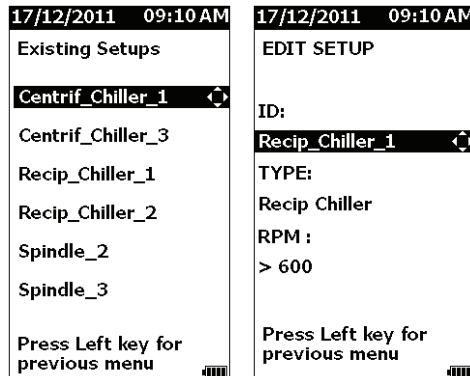 17/12/2011 09:10 AM
Existing Setups
Centrif_Chiller_1
Centrif_Chiller_3
Recip_Chiller_1
Recip_Chiller_2
Spindle_2
Spindle_3
Press Left key for
previous menu
17/12/2011 09:10 AM
EDIT SETUP
ID:
Recip_Chiller_1
TYPE:
Recip Chiller
RPM :
> 600
Press Left key for
previous menu